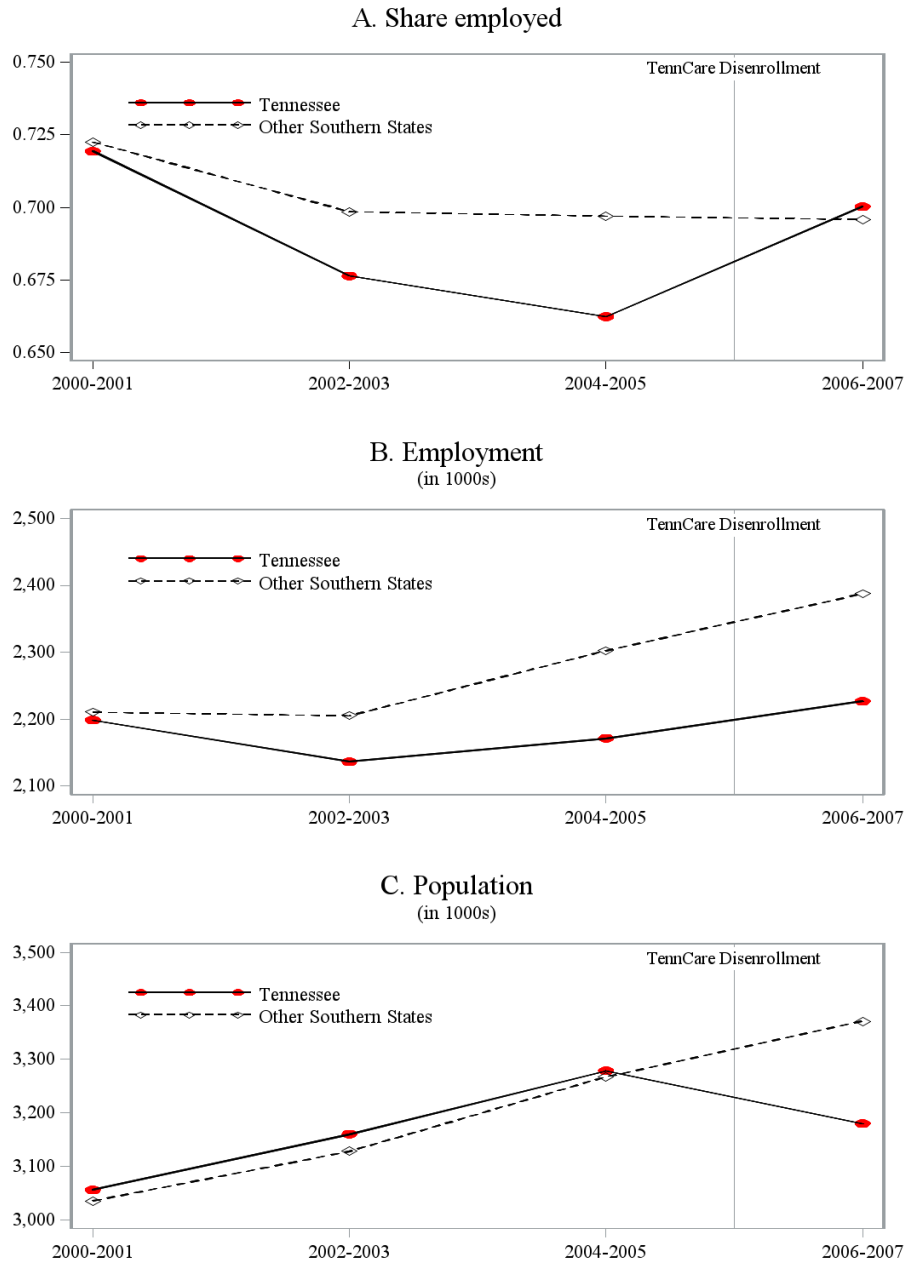 A. Share employed
0.750
TennCare Disenrollment
Tennessee
0.725
Other Southern States
0.700
0.675
0.650
2000-2001 2002-2003 2004-2005 2006-2007
B. Employment
(in 1000s)
2,500
TennCare Disenrollment
Tennessee
2,400
Other Southern States
2,300
2,200
2,100
2000-2001 2002-2003 2004-2005 2006-2007
C. Population
(in 1000s)
3,500
TennCare Disenrollment
Tennessee
3,400
Other Southern States
3,300
3,200
3,100
3,000
2000-2001 2002-2003 2004-2005 2006-2007